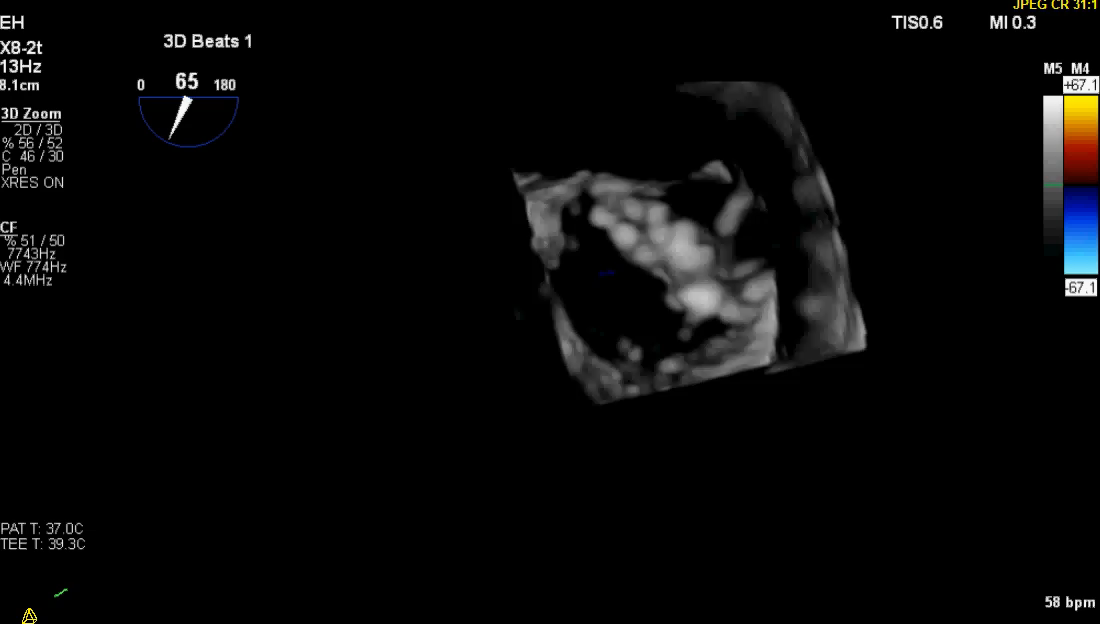 JPEG CR 31:1
EH
TIS0.6 MI 0.3
X8-2t
13Hz
8.1cm
3D Beats 1
0 65 180
M5 M4
+67.1
3D Zoom
2D / 3D
% 56 / 52
C 46 / 30
Pen
XRES ON
CF
% 51 / 50
7743Hz
WF 774Hz
4.4MHz
-67.1
PAT T: 37.0C
TEE T: 39.3C
58 bpm